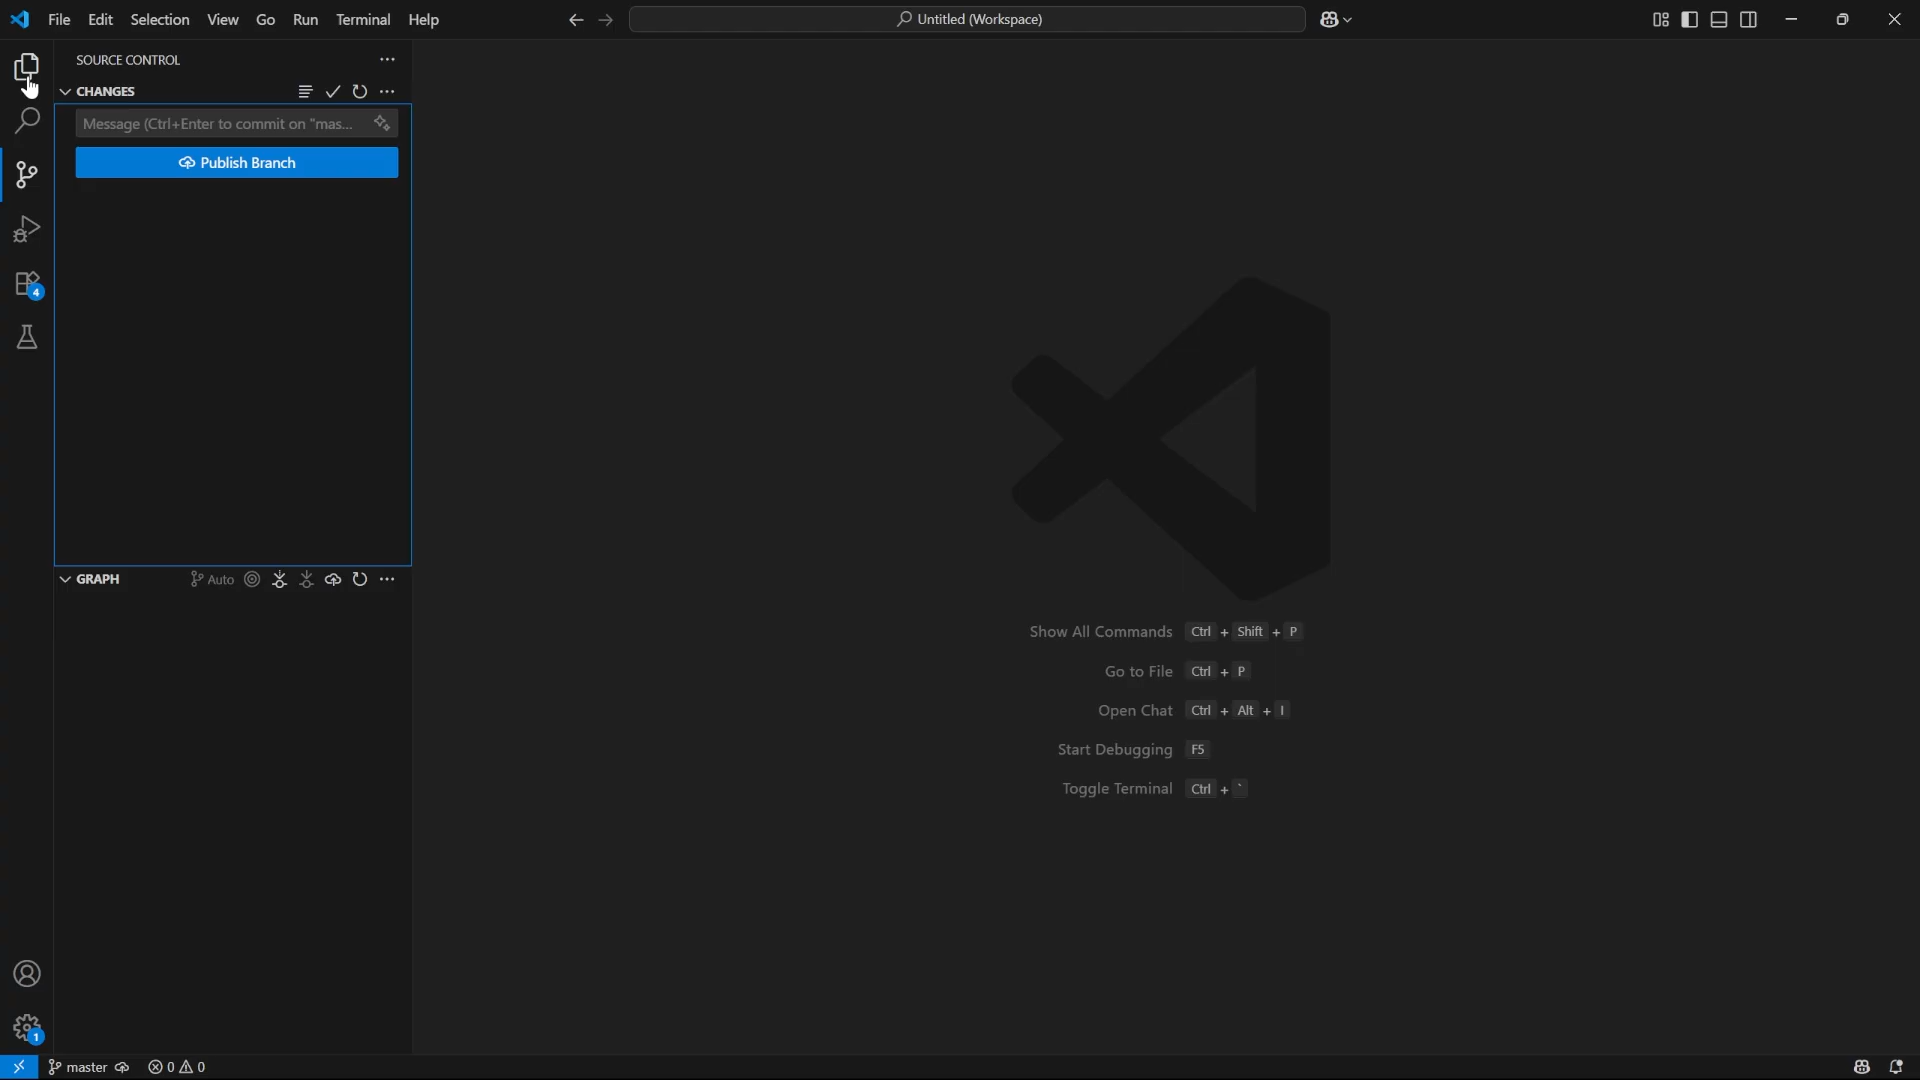 File Edit Selection View Go Run Terminal Help
Untitled (Workspace)
SOURCE CONTROL
CHANGES
Message (Ctrl+Enter to commit on "mas...
Publish Branch
4
GRAPH
Auto
Show All Commands Ctrl + Shift + P
Go to File Ctrl + P
Open Chat Ctrl + Alt + I
Start Debugging F5
Toggle Terminal Ctrl + `
1
master 0 0